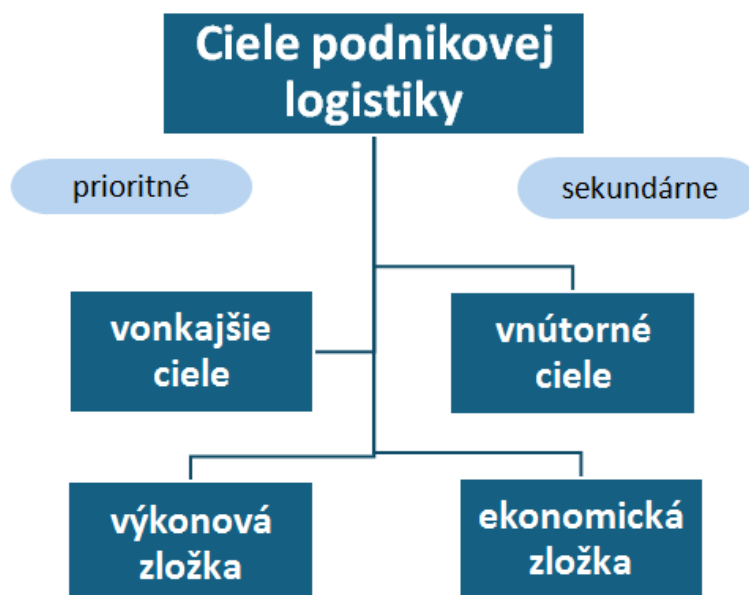 Ciele podnikovej
logistiky
prioritné
sekundárne
vonkajšie
ciele
vnútorné
ciele
výkonová
zložka
ekonomická
zložka